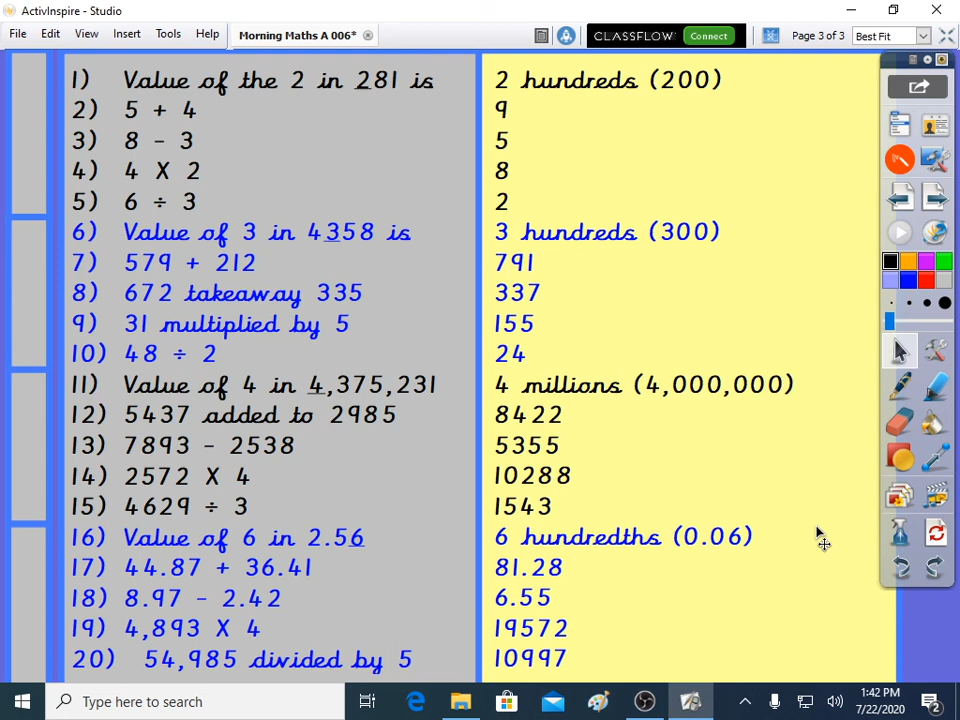 ActivInspire - Studio
File Edit View Insert Tools Help Morning Maths A 006* CLASSFLOW Connect Page 3 of 3 Best Fit
1) Value of the 2 in 281 is 2 hundreds (200)
2) 5 + 4 9
3) 8 - 3 5
4) 4 X 2 8
5) 6 ÷ 3 2
6) Value of 3 in 4358 is 3 hundreds (300)
7) 579 + 212 791
8) 672 takeaway 335 337
9) 31 multiplied by 5 155
10) 48 ÷ 2 24
11) Value of 4 in 4,375,231 4 millions (4,000,000)
12) 5437 added to 2985 8422
13) 7893 - 2538 5355
14) 2572 X 4 10288
15) 4629 ÷ 3 1543
16) Value of 6 in 2.56 6 hundredths (0.06)
17) 44.87 + 36.41 81.28
18) 8.97 - 2.42 6.55
19) 4,893 X 4 19572
20) 54,985 divided by 5 10997
Type here to search 1:42 PM
7/22/2020 2